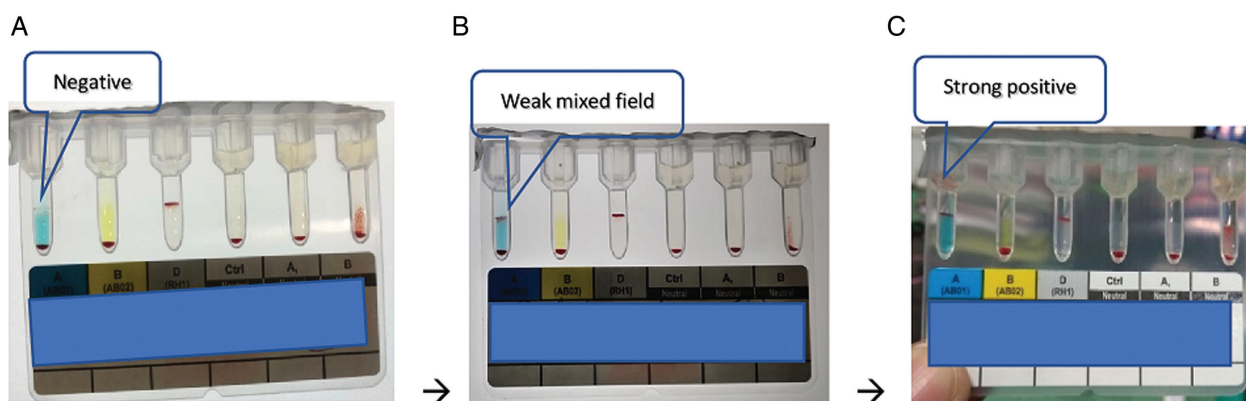 A
Negative
A B D Ctrl A₁ B
(AB02) (RH1)
B
Weak mixed field
A B D Ctrl A₁ B
(AB02) (RH1) Neutral Neutral Neutral
C
Strong positive
A B D Ctrl A₁ B
(AB01) (AB02) (RH1) Neutral Neutral Neutral
→ →